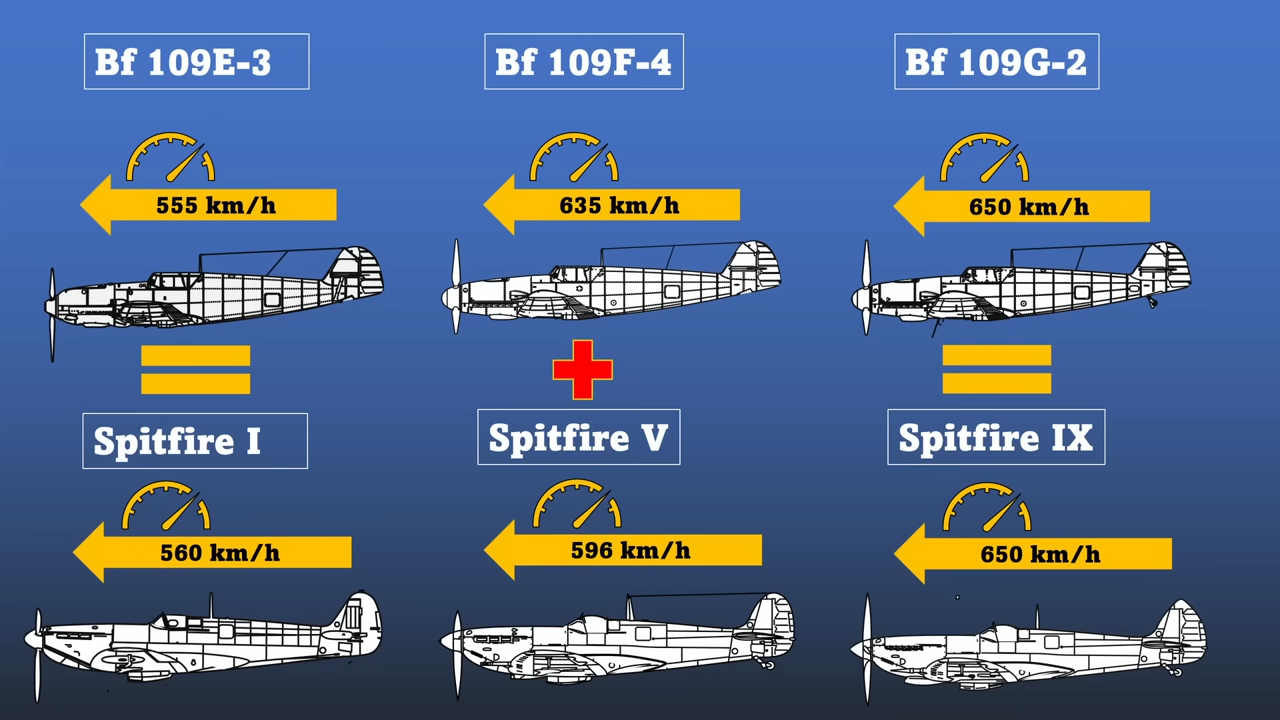 Bf 109E-3
Bf 109F-4
Bf 109G-2
555 km/h
635 km/h
650 km/h
Spitfire I
Spitfire V
Spitfire IX
560 km/h
596 km/h
650 km/h